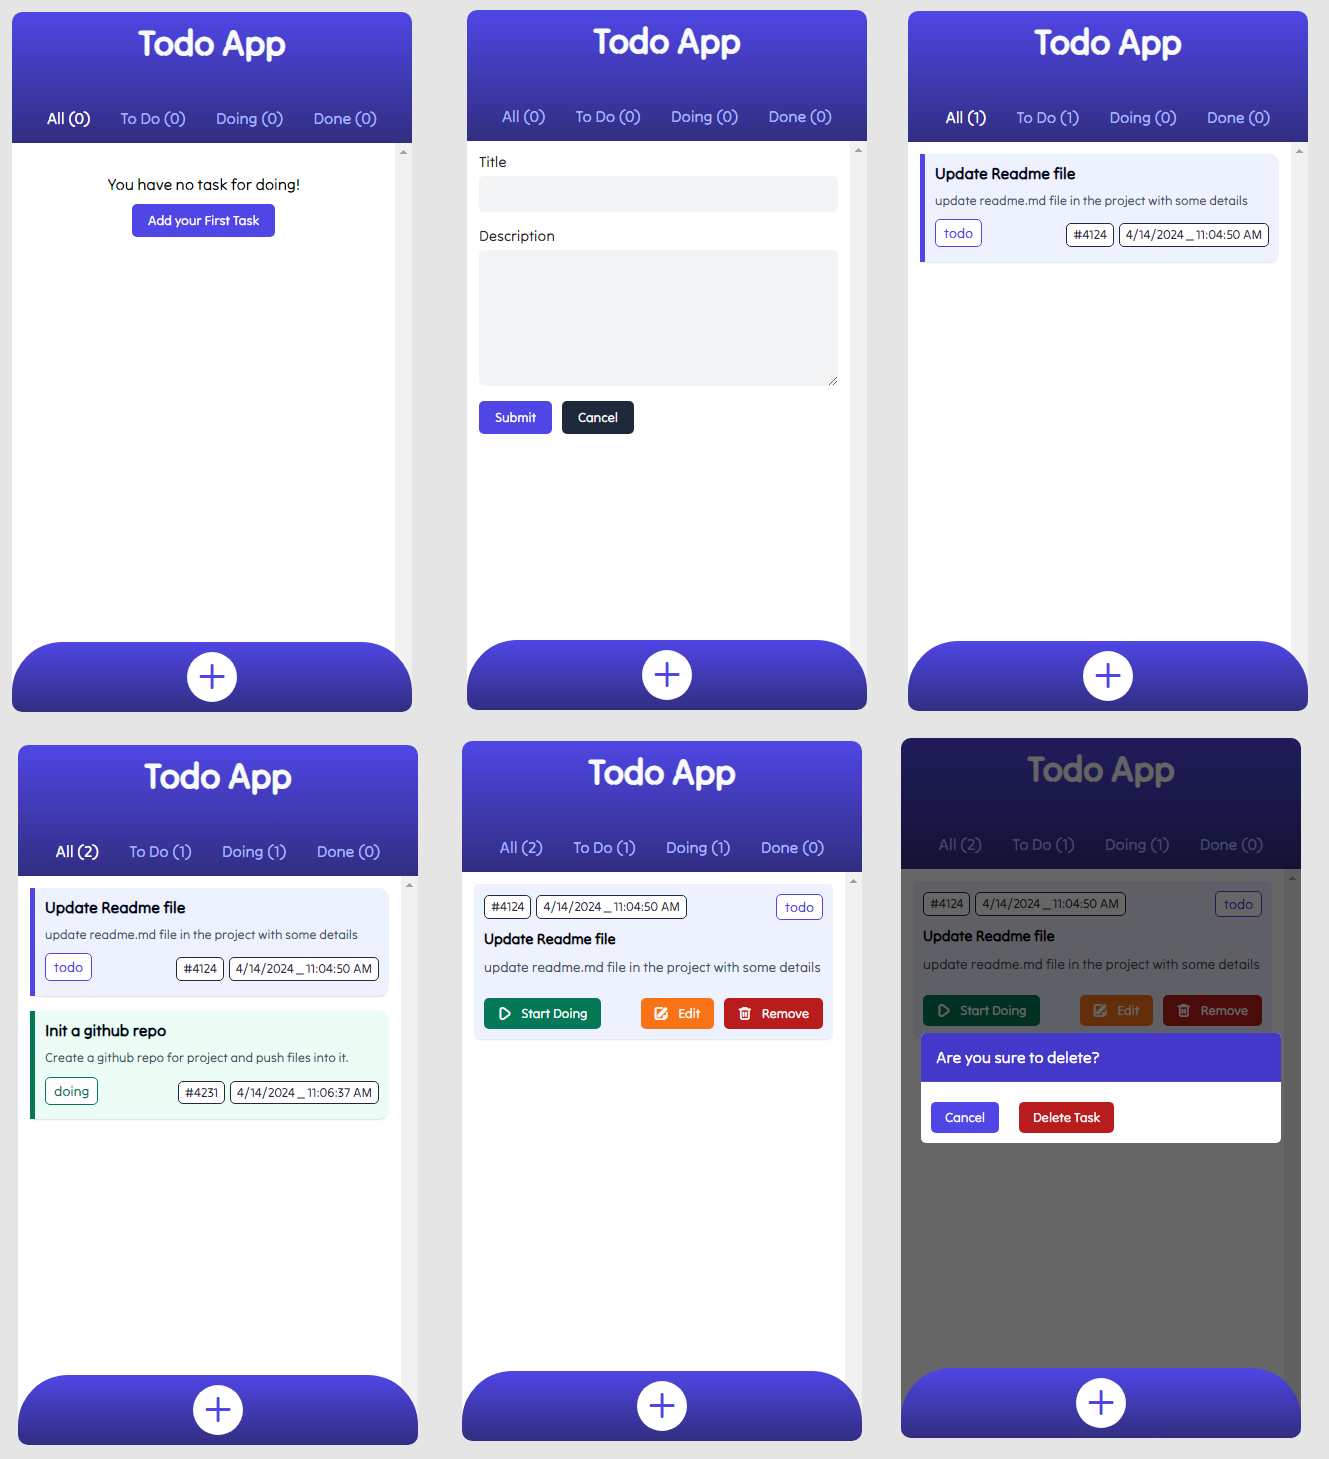 Todo App
All (0) To Do (0) Doing (0) Done (0)
You have no task for doing!
Add your First Task
Todo App
All (0) To Do (0) Doing (0) Done (0)
Title
Description
Submit Cancel
Todo App
All (1) To Do (1) Doing (0) Done (0)
Update Readme file
update readme.md file in the project with some details
todo #4124 4/14/2024 _ 11:04:50 AM
Todo App
All (2) To Do (1) Doing (1) Done (0)
Update Readme file
update readme.md file in the project with some details
todo #4124 4/14/2024 _ 11:04:50 AM
Init a github repo
Create a github repo for project and push files into it.
doing #4231 4/14/2024 _ 11:06:37 AM
Todo App
All (2) To Do (1) Doing (1) Done (0)
#4124 4/14/2024 _ 11:04:50 AM todo
Update Readme file
update readme.md file in the project with some details
Start Doing Edit Remove
Todo App
All (2) To Do (1) Doing (1) Done (0)
#4124 4/14/2024 _ 11:04:50 AM todo
Update Readme file
update readme.md file in the project with some details
Start Doing Edit Remove
Are you sure to delete?
Cancel Delete Task